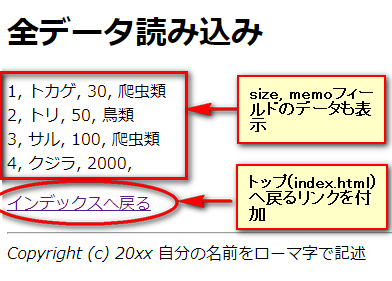 全データ読み込み
1, トカゲ, 30, 爬虫類
2, トリ, 50, 鳥類
3, サル, 100, 爬虫類
4, クジラ, 2000,
size, memoフィー
ルドのデータも表
示
インデックスへ戻る
トップ(index.html)
へ戻るリンクを付
加
Copyright (c) 20xx 自分の名前をローマ字で記述